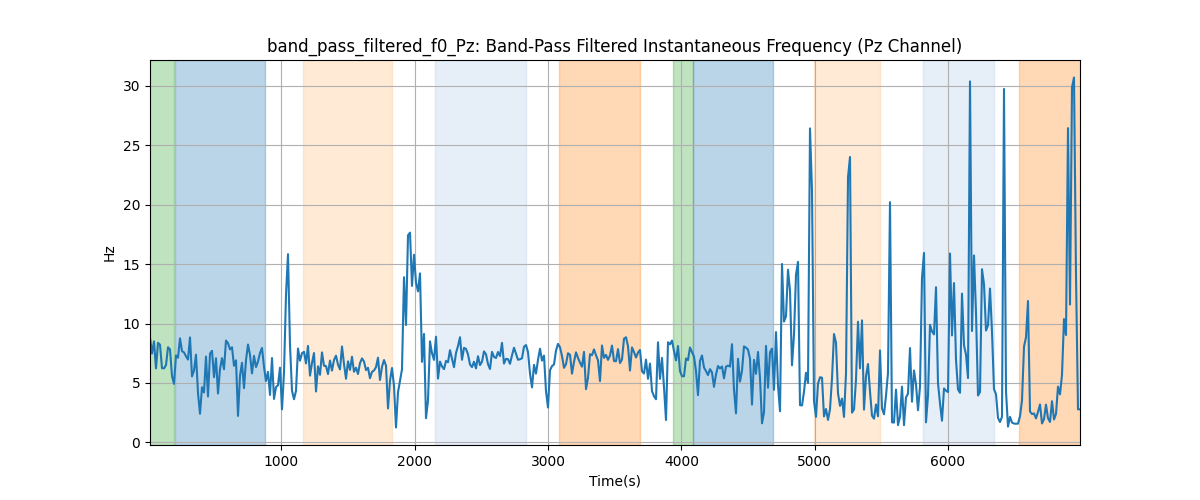 band_pass_filtered_f0_Pz: Band-Pass Filtered Instantaneous Frequency (Pz Channel)
30
25
20
15
10
5
0
Hz
1000 2000 3000 4000 5000 6000
Time(s)